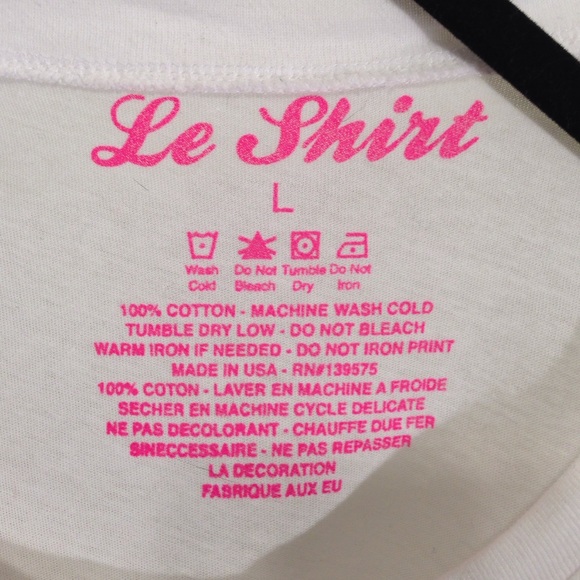 Le Shirt
L
Wash Cold
Do Not Bleach
Tumble Dry
Do Not Iron
100% COTTON - MACHINE WASH COLD
TUMBLE DRY LOW - DO NOT BLEACH
WARM IRON IF NEEDED - DO NOT IRON PRINT
MADE IN USA - RN#139575
100% COTON - LAVER EN MACHINE A FROIDE
SECHER EN MACHINE CYCLE DELICATE
NE PAS DECOLORANT - CHAUFFE DUE FER
SINECCESSAIRE - NE PAS REPASSER
LA DECORATION
FABRIQUE AUX EU